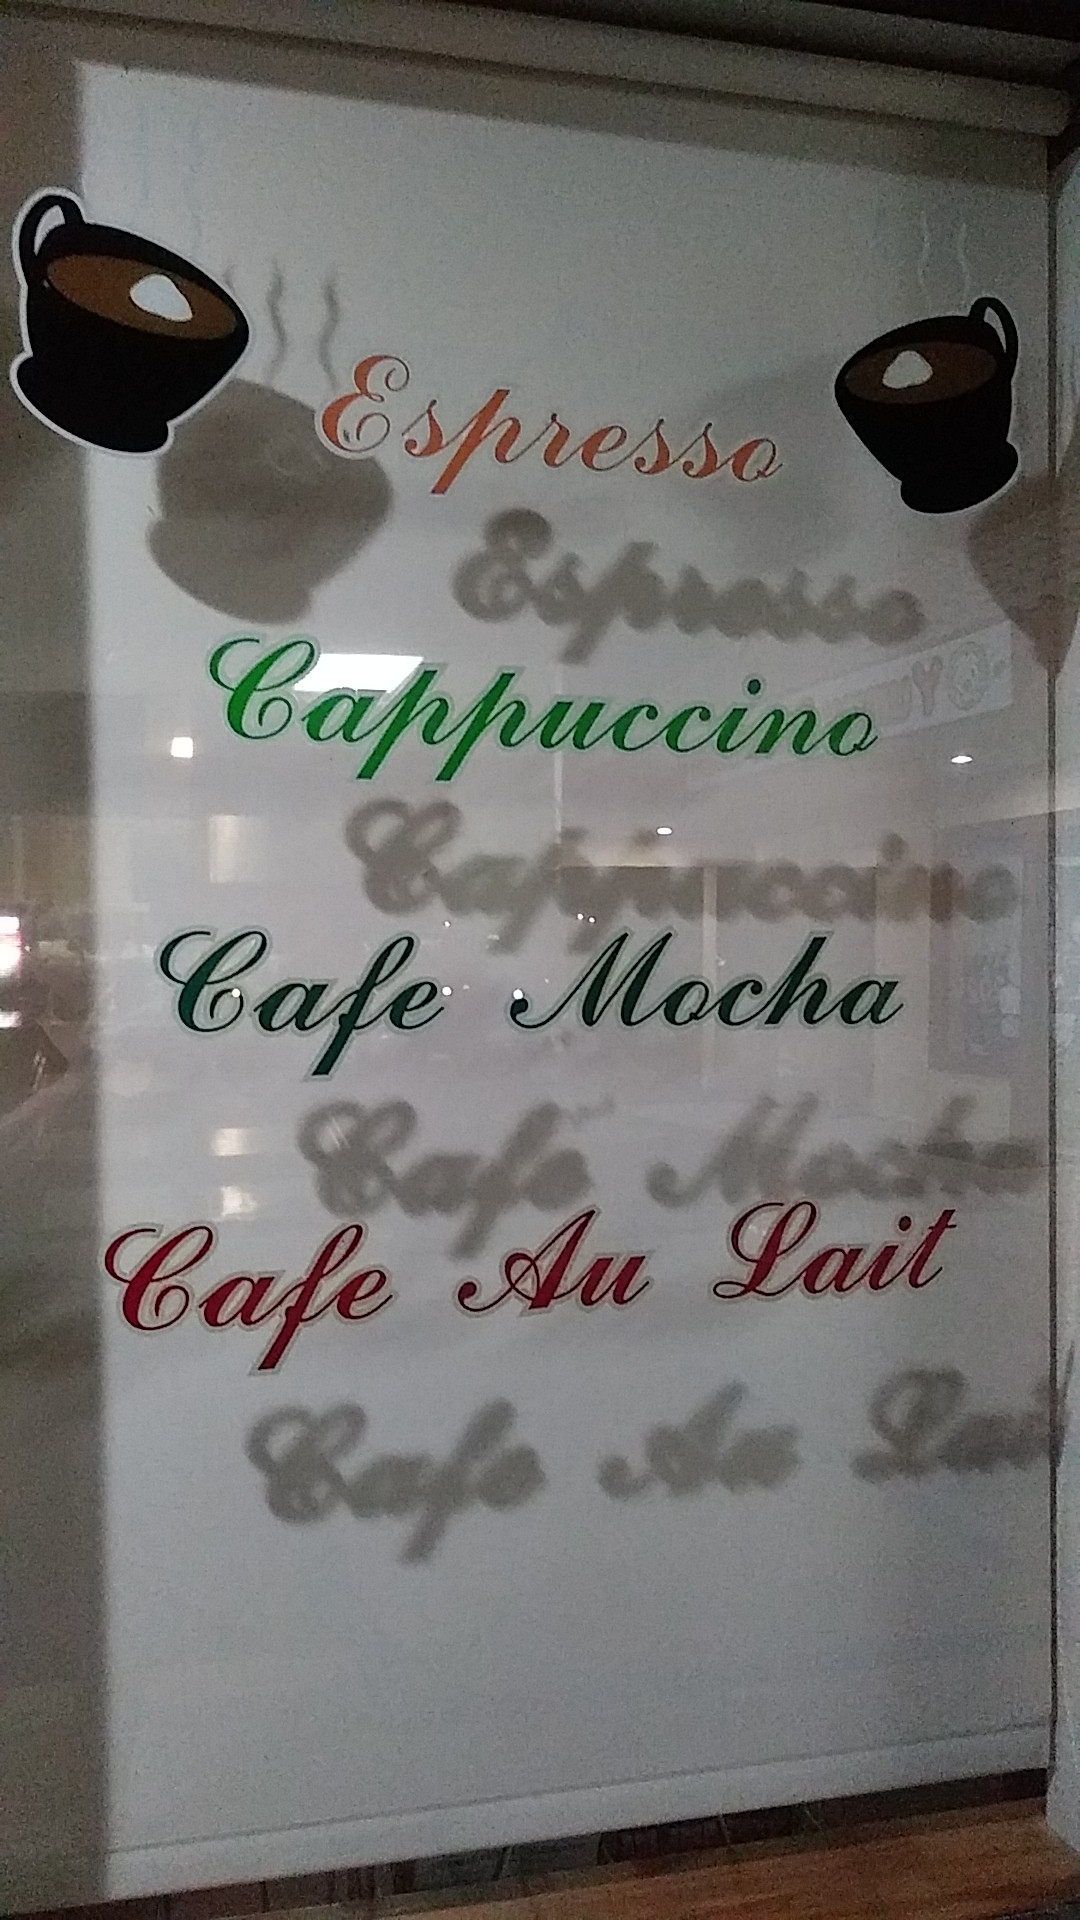 Espresso
Cappuccino
Cafe Mocha
Cafe Au Lait